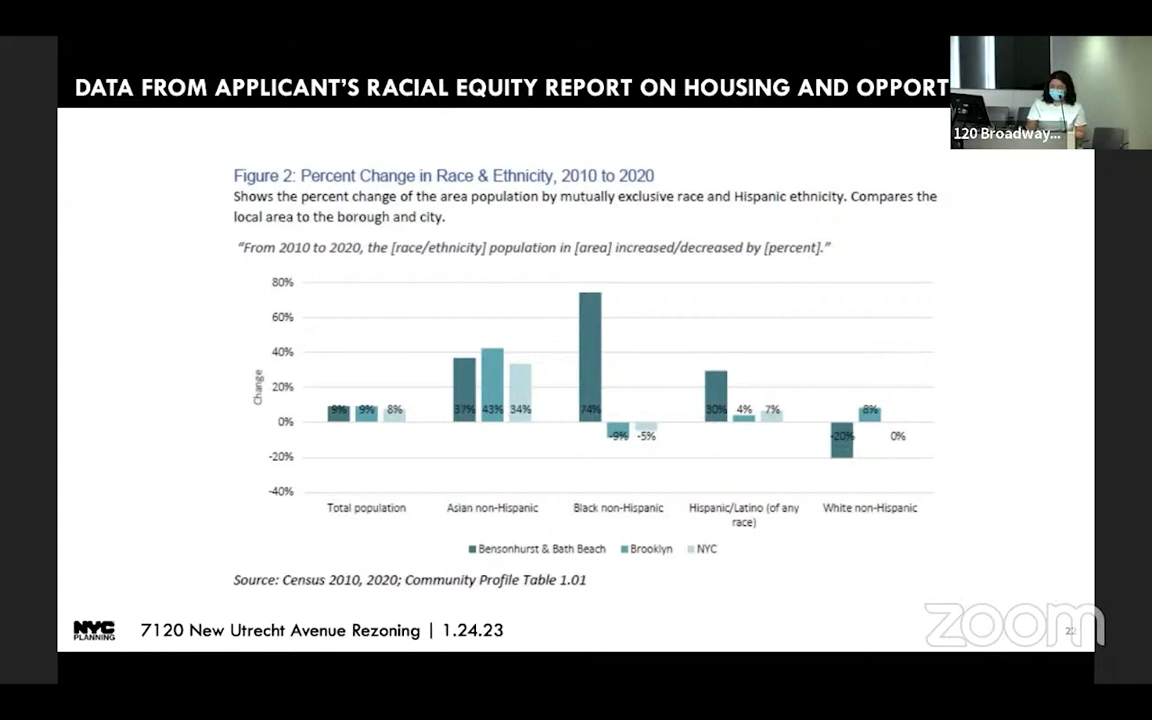 DATA FROM APPLICANT'S RACIAL EQUITY REPORT ON HOUSING AND OPPORT
120 Broadway...
Figure 2: Percent Change in Race & Ethnicity, 2010 to 2020
Shows the percent change of the area population by mutually exclusive race and Hispanic ethnicity. Compares the
local area to the borough and city.
"From 2010 to 2020, the [race/ethnicity] population in [area] increased/decreased by [percent]."
80%
60%
40%
20%
0%
-20%
-40%
Change
9% 9% 8%
37% 43% 34%
74% -9% -5%
30% 4% 7%
-20% 8% 0%
Total population
Asian non-Hispanic
Black non-Hispanic
Hispanic/Latino (of any
race)
White non-Hispanic
Bensonhurst & Bath Beach Brooklyn NYC
Source: Census 2010, 2020; Community Profile Table 1.01
NYC
PLANNING
7120 New Utrecht Avenue Rezoning | 1.24.23
zoom
22